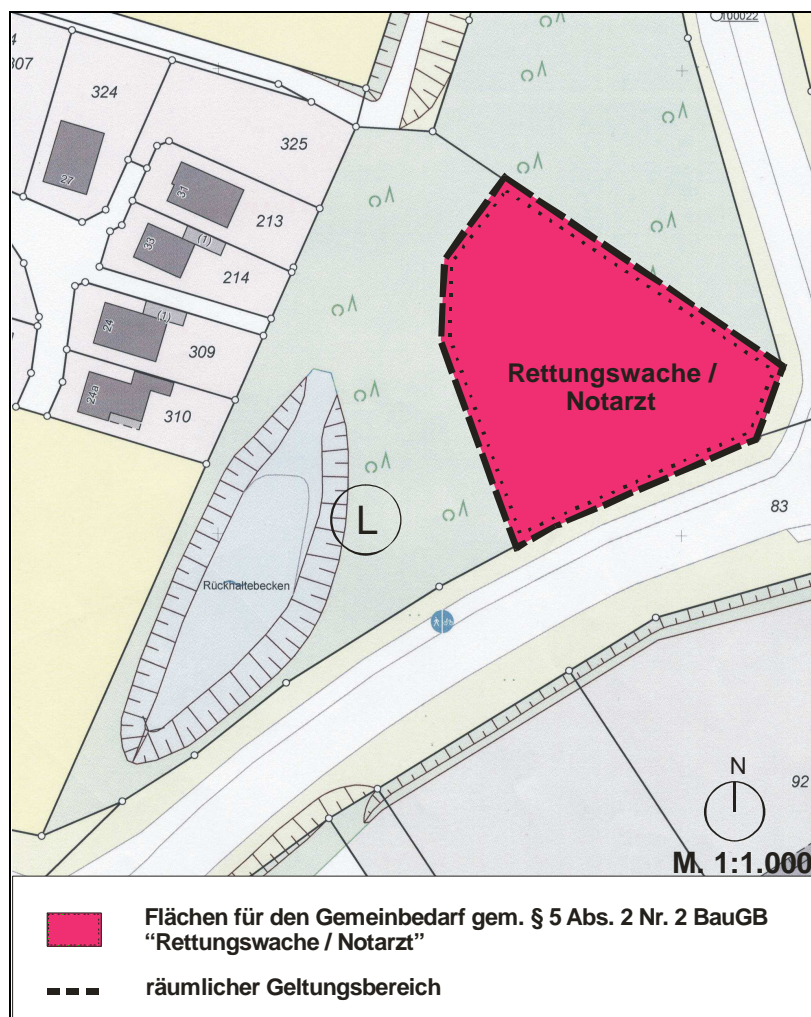 100022
4
307
324
325
27
31
213
33
(1)
214
(1)
24
309
24a
310
Rettungswache /
Notarzt
L
83
Rückhaltebecken
N
92
M. 1:1.000
Flächen für den Gemeinbedarf gem. § 5 Abs. 2 Nr. 2 BauGB
“Rettungswache / Notarzt”
räumlicher Geltungsbereich